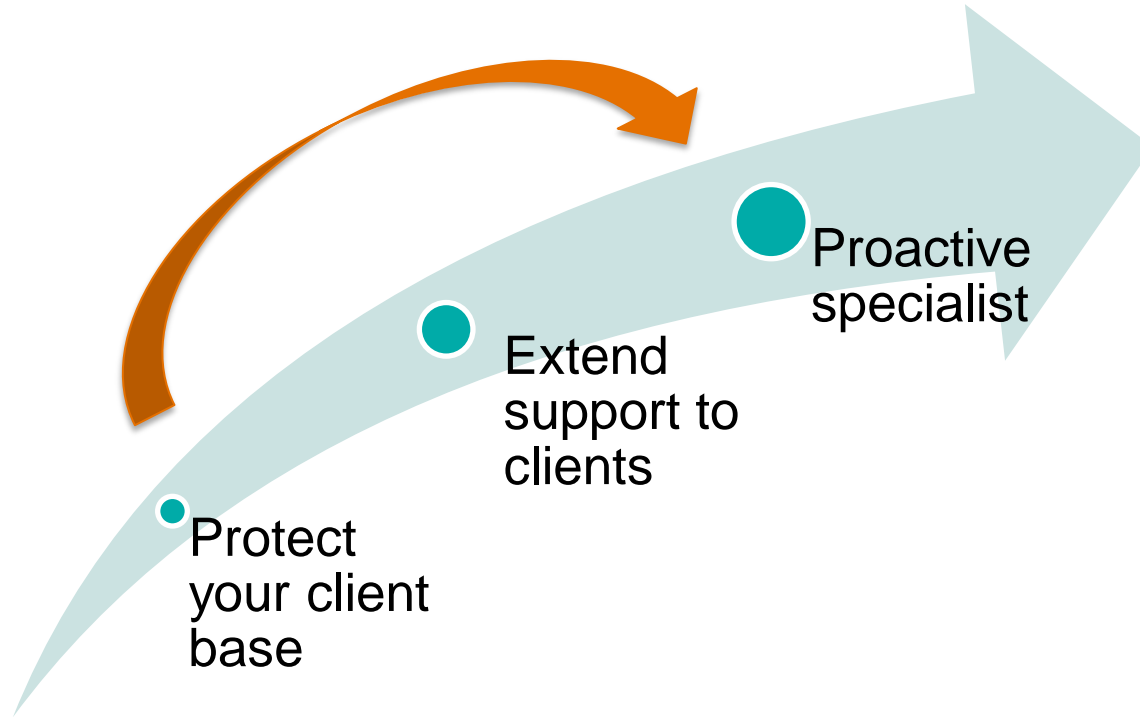 Proactive
specialist
Extend
support to
clients
Protect
your client
base